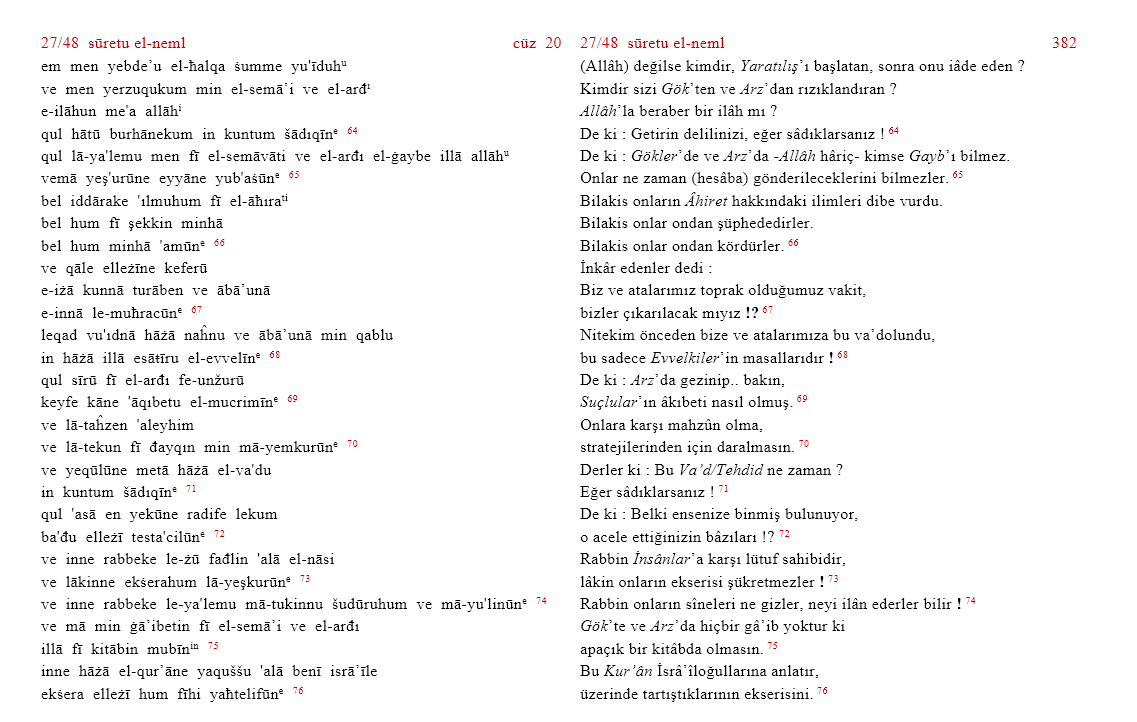 27/48 sūretu el-neml cüz 20
em men yebde’u el-ħalqa śumme yu'īduhᵘ
ve men yerzuqukum min el-semā’i ve el-arđⁱ
e-ilāhun me'a allāhⁱ
qul hātū burhānekum in kuntum šādıqīnᵉ 64
qul lā-ya'lemu men fī el-semāvāti ve el-arđı el-ġaybe illā allāhᵘ
vemā yeş'urūne eyyāne yub'aśūnᵉ 65
bel iddārake 'ılmuhum fī el-āħıraᵗⁱ
bel hum fī şekkin minhā
bel hum minhā 'amūnᵉ 66
ve qāle elleżīne keferū
e-iżā kunnā turāben ve ābā’unā
e-innā le-muħracūnᵉ 67
leqad vu'ıdnā hāżā naĥnu ve ābā’unā min qablu
in hāżā illā esāŧīru el-evvelīnᵉ 68
qul sīrū fī el-arđı fe-unžurū
keyfe kāne 'āqıbetu el-mucrimīnᵉ 69
ve lā-taĥzen 'aleyhim
ve lā-tekun fī đayqın min mā-yemkurūnᵉ 70
ve yeqūlūne metā hāżā el-va'du
in kuntum šādıqīnᵉ 71
qul 'asā en yekūne radife lekum
ba'đu elleżī testa'cilūnᵉ 72
ve inne rabbeke le-żū fađlin 'alā el-nāsi
ve lākinne ekśerahum lā-yeşkurūnᵉ 73
ve inne rabbeke le-ya'lemu mā-tukinnu šudūruhum ve mā-yu'linūnᵉ 74
ve mā min ġā’ibetin fī el-semā’i ve el-arđı
illā fī kitābin mubīnⁱⁿ 75
inne hāżā el-qur’āne yaquššu 'alā benī isrā’īle
ekśera elleżī hum fīhi yaħtelifūnᵉ 76
27/48 sūretu el-neml 382
(Allâh) değilse kimdir, Yaratılış’ı başlatan, sonra onu iâde eden ?
Kimdir sizi Gök’ten ve Arz’dan rızıklandıran ?
Allâh’la beraber bir ilâh mı ?
De ki : Getirin delilinizi, eğer sâdıklarsanız ! 64
De ki : Gökler’de ve Arz’da -Allâh hâriç- kimse Gayb’ı bilmez.
Onlar ne zaman (hesâba) gönderileceklerini bilmezler. 65
Bilakis onların Âhiret hakkındaki ilimleri dibe vurdu.
Bilakis onlar ondan şüphededirler.
Bilakis onlar ondan kördürler. 66
İnkâr edenler dedi :
Biz ve atalarımız toprak olduğumuz vakit,
bizler çıkarılacak mıyız !? 67
Nitekim önceden bize ve atalarımıza bu va’dolundu,
bu sadece Evvelkiler’in masallarıdır ! 68
De ki : Arz’da gezinip.. bakın,
Suçlular’ın âkıbeti nasıl olmuş. 69
Onlara karşı mahzûn olma,
stratejilerinden için daralmasın. 70
Derler ki : Bu Va’d/Tehdid ne zaman ?
Eğer sâdıklarsanız ! 71
De ki : Belki ensenize binmiş bulunuyor,
o acele ettiğinizin bâzıları !? 72
Rabbin İnsânlar’a karşı lütuf sahibidir,
lâkin onların ekserisi şükretmezler ! 73
Rabbin onların sîneleri ne gizler, neyi ilân ederler bilir ! 74
Gök’te ve Arz’da hiçbir gâ’ib yoktur ki
apaçık bir kitâbda olmasın. 75
Bu Kur’ân İsrâ’îloğullarına anlatır,
üzerinde tartıştıklarının ekserisini. 76